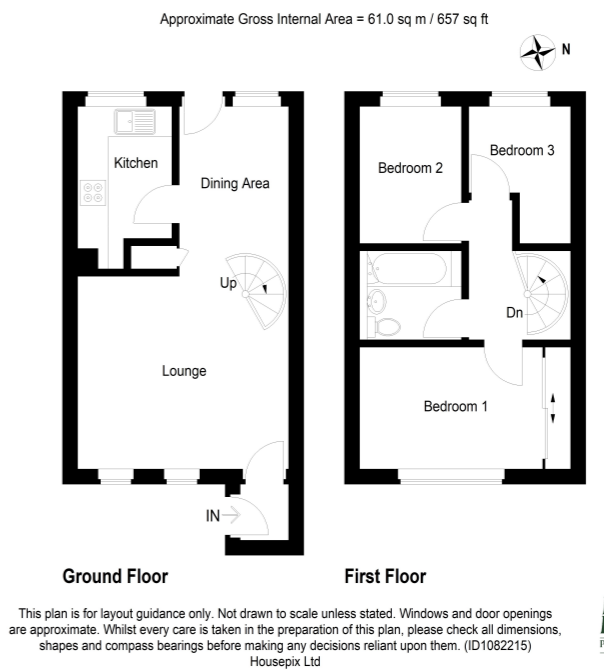 Approximate Gross Internal Area = 61.0 sq m / 657 sq ft
N
Kitchen
Dining Area
Up
Lounge
IN
Bedroom 2
Bedroom 3
Dn
Bedroom 1
Ground Floor
First Floor
This plan is for layout guidance only. Not drawn to scale unless stated. Windows and door openings
are approximate. Whilst every care is taken in the preparation of this plan, please check all dimensions,
shapes and compass bearings before making any decisions reliant upon them. (ID1082215)
Housepix Ltd